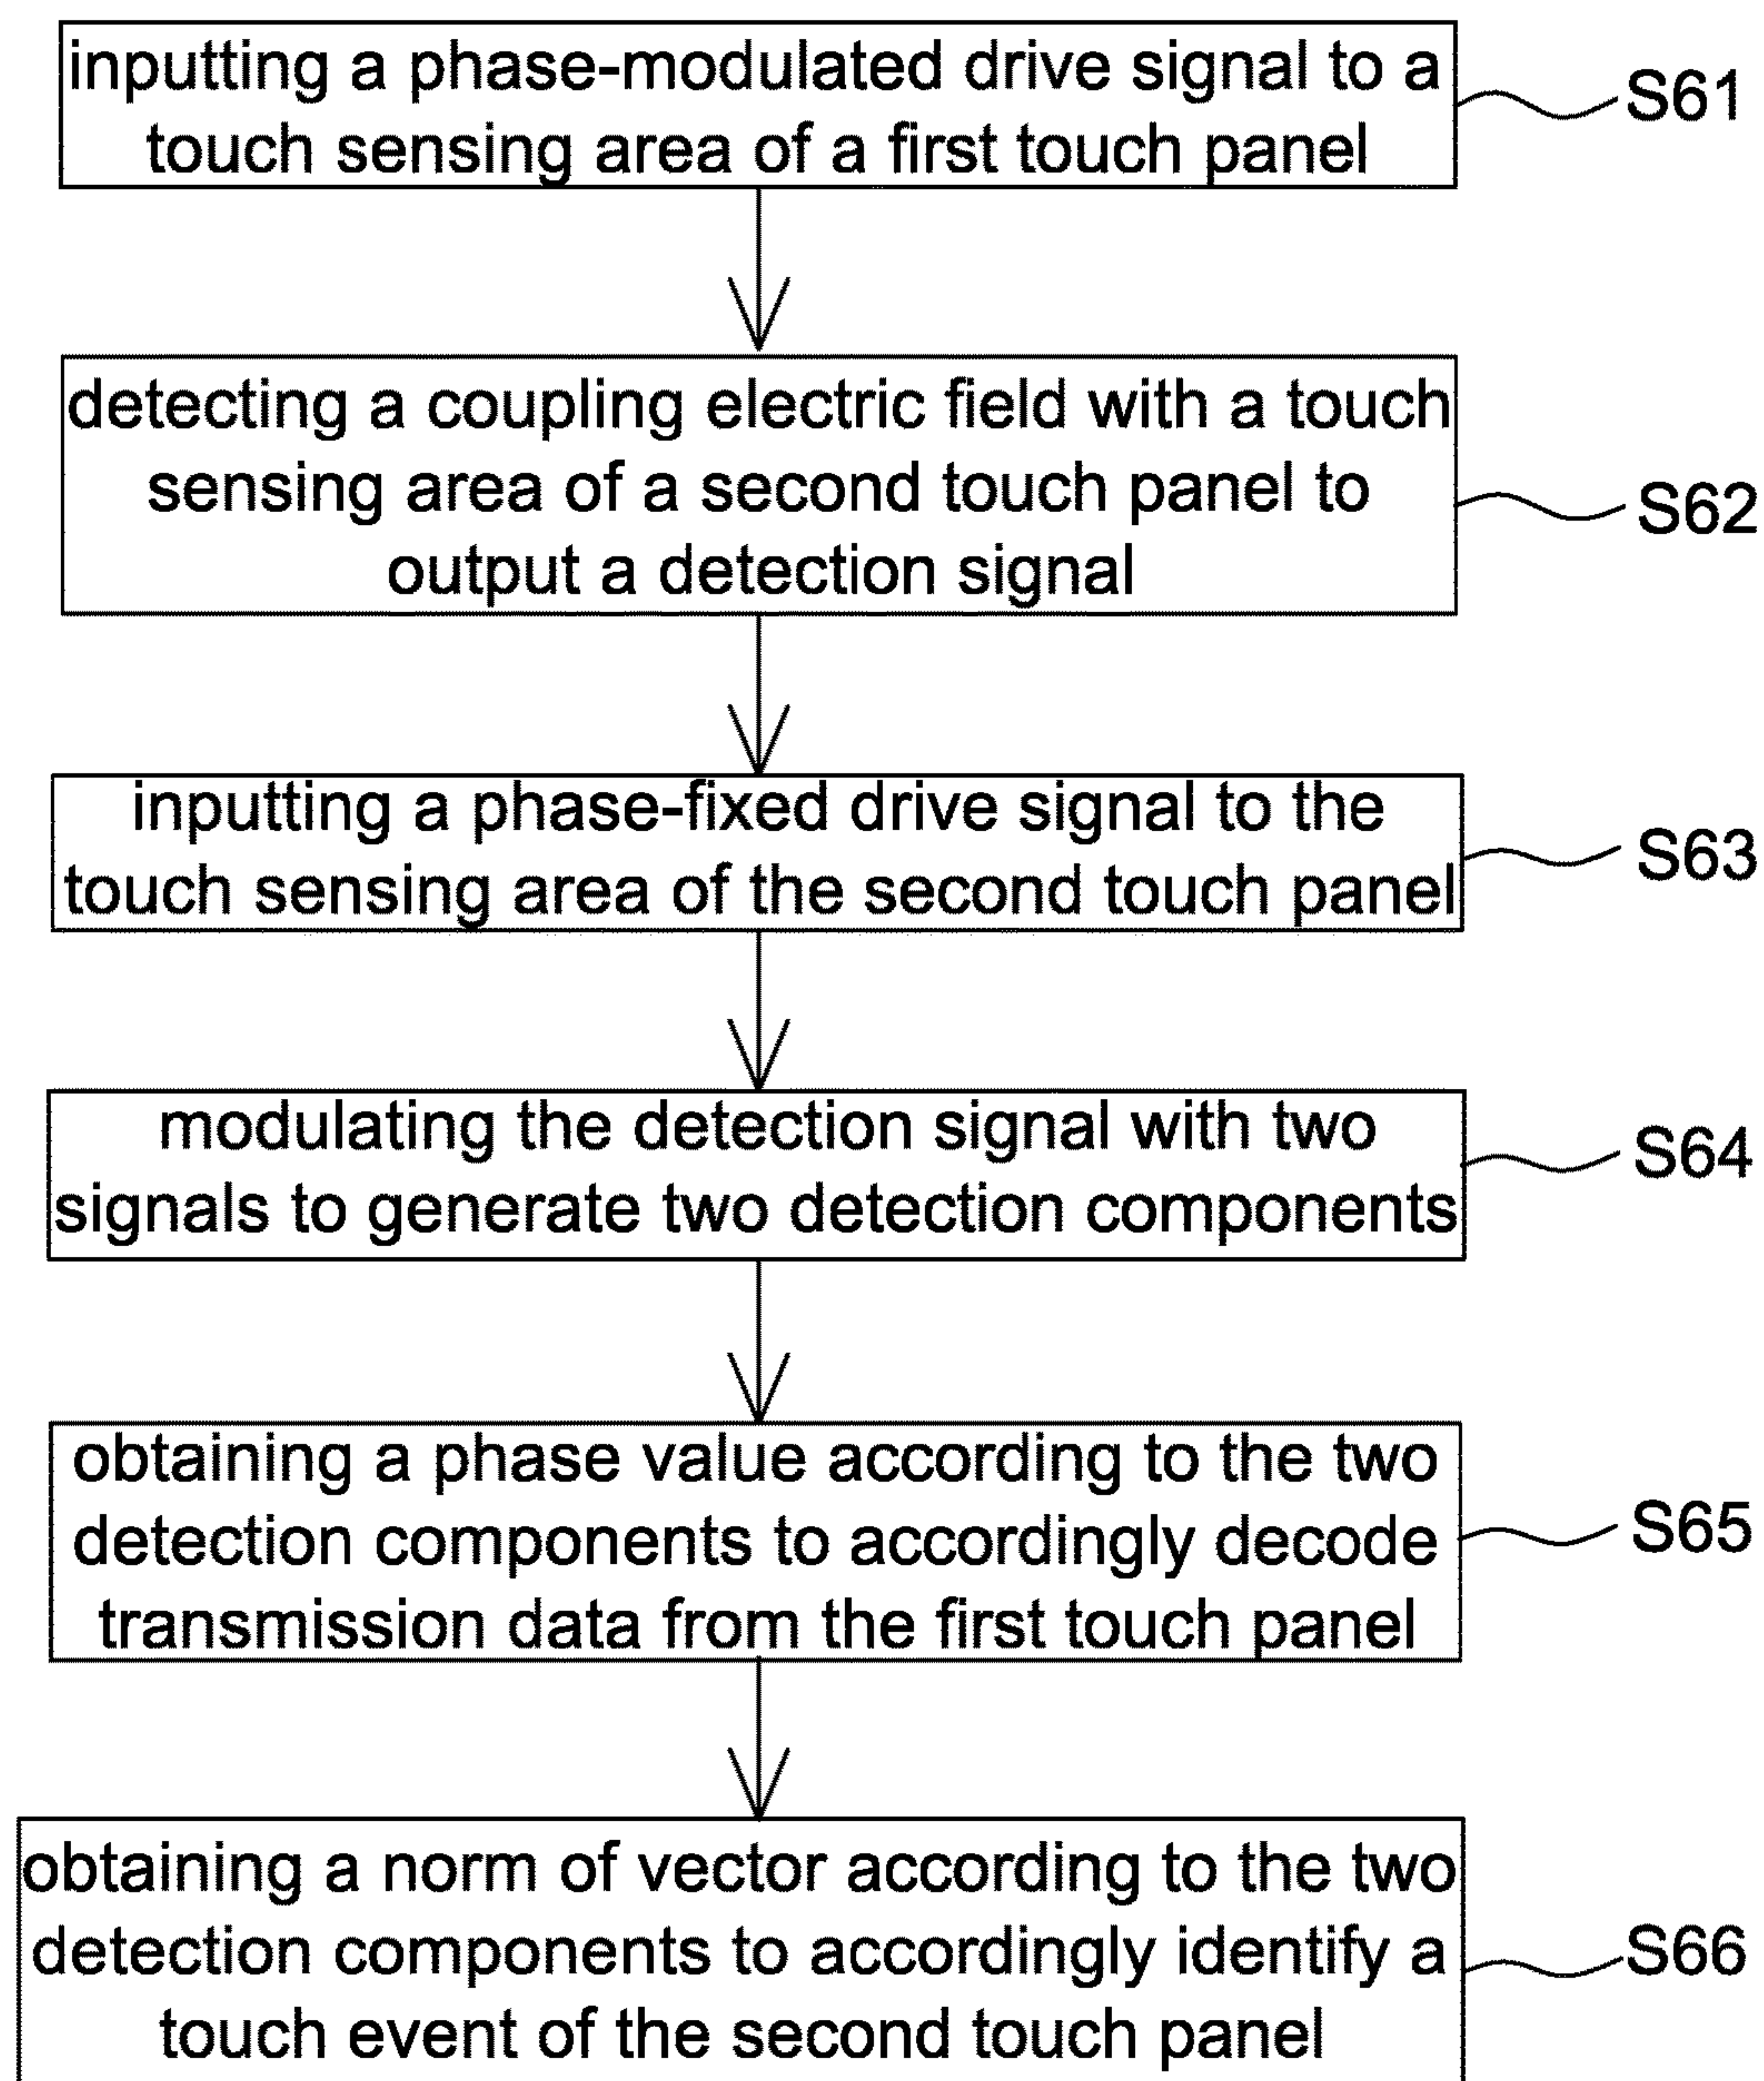 inputting a phase-modulated drive signal to a
touch sensing area of a first touch panel
S61
detecting a coupling electric field with a touch
sensing area of a second touch panel to
output a detection signal
S62
inputting a phase-fixed drive signal to the
touch sensing area of the second touch panel
S63
modulating the detection signal with two
signals to generate two detection components
S64
obtaining a phase value according to the two
detection components to accordingly decode
transmission data from the first touch panel
S65
obtaining a norm of vector according to the two
detection components to accordingly identify a
touch event of the second touch panel
S66